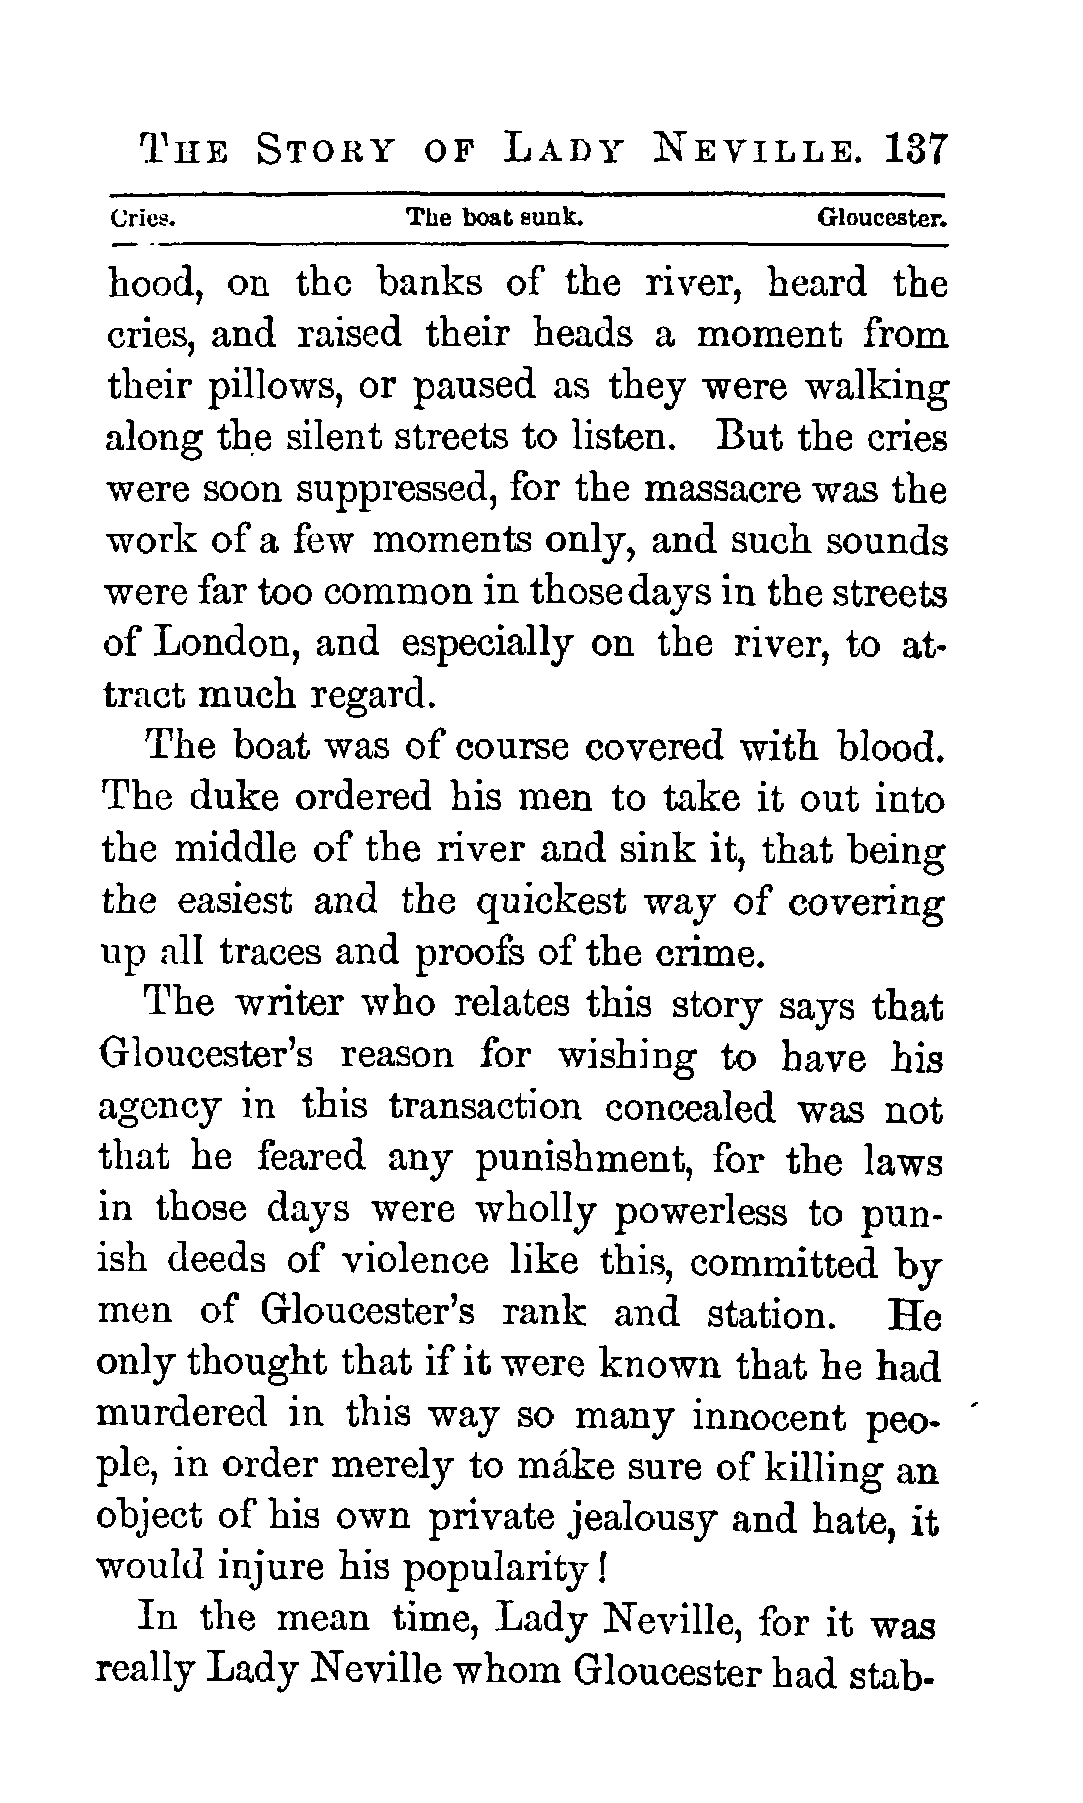 THE STORY OF LADY NEVILLE. 137
Cries. The boat sunk. Gloucester.
hood, on the banks of the river, heard the
cries, and raised their heads a moment from
their pillows, or paused as they were walking
along the silent streets to listen. But the cries
were soon suppressed, for the massacre was the
work of a few moments only, and such sounds
were far too common in those days in the streets
of London, and especially on the river, to at-
tract much regard.
The boat was of course covered with blood.
The duke ordered his men to take it out into
the middle of the river and sink it, that being
the easiest and the quickest way of covering
up all traces and proofs of the crime.
The writer who relates this story says that
Gloucester's reason for wishing to have his
agency in this transaction concealed was not
that he feared any punishment, for the laws
in those days were wholly powerless to pun-
ish deeds of violence like this, committed by
men of Gloucester's rank and station. He
only thought that if it were known that he had
murdered in this way so many innocent peo-
ple, in order merely to make sure of killing an
object of his own private jealousy and hate, it
would injure his popularity!
In the mean time, Lady Neville, for it was
really Lady Neville whom Gloucester had stab-